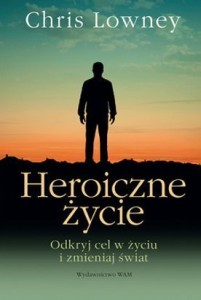 Chris Lowney
Heroiczne
życie
Odkryj cel w życiu
i zmieniaj świat
Wydawnictwo WAM